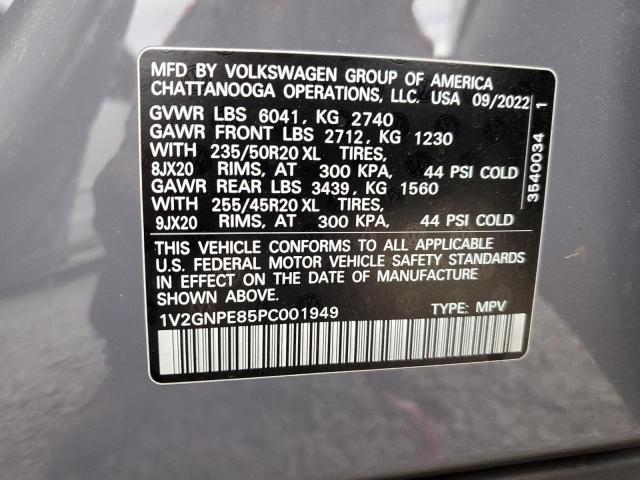 MFD BY VOLKSWAGEN GROUP OF AMERICA
CHATTANOOGA OPERATIONS, LLC. USA 09/2022
GVWR LBS 6041, KG 2740
GAWR FRONT LBS 2712, KG 1230
WITH 235/50R20 XL TIRES,
8JX20 RIMS, AT 300 KPA, 44 PSI COLD
GAWR REAR LBS 3439, KG 1560
WITH 255/45R20 XL TIRES,
9JX20 RIMS, AT 300 KPA, 44 PSI COLD
THIS VEHICLE CONFORMS TO ALL APPLICABLE
U.S. FEDERAL MOTOR VEHICLE SAFETY STANDARDS
IN EFFECT ON THE DATE OF MANUFACTURE
SHOWN ABOVE.
1V2GNPE85PC001949 TYPE: MPV
3540034 1